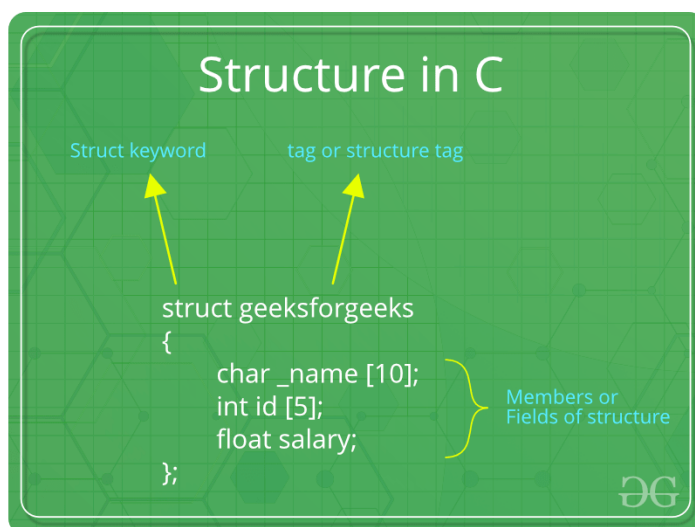 Structure in C
Struct keyword
tag or structure tag
struct geeksforgeeks
{
char _name [10];
int id [5];
float salary;
};
Members or
Fields of structure
GG